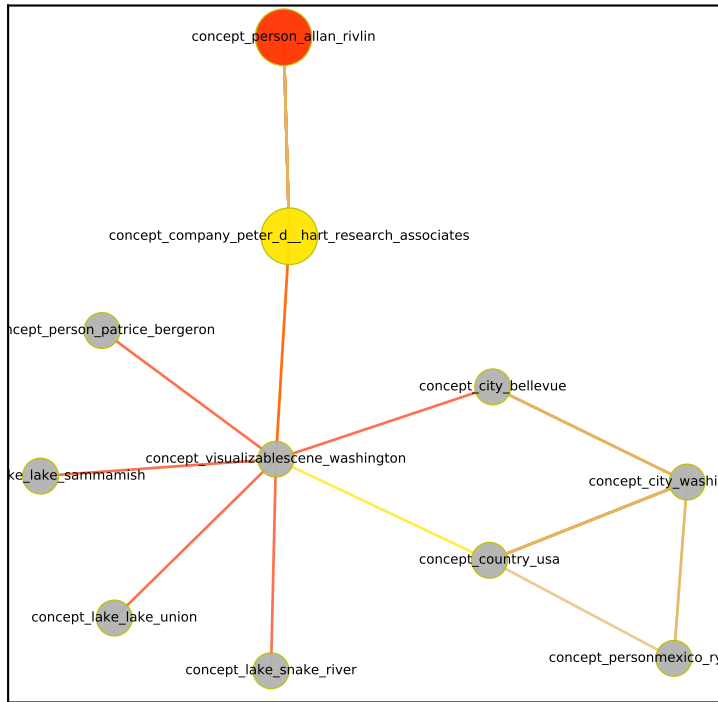 concept_person_allan_rivlin
concept_company_peter_d__hart_research_associates
ncept_person_patrice_bergeron
concept_city_bellevue
concept_visualizablescene_washington
ke_lake_sammamish
concept_city_washi
concept_country_usa
concept_lake_lake_union
concept_personmexico_ry
concept_lake_snake_river